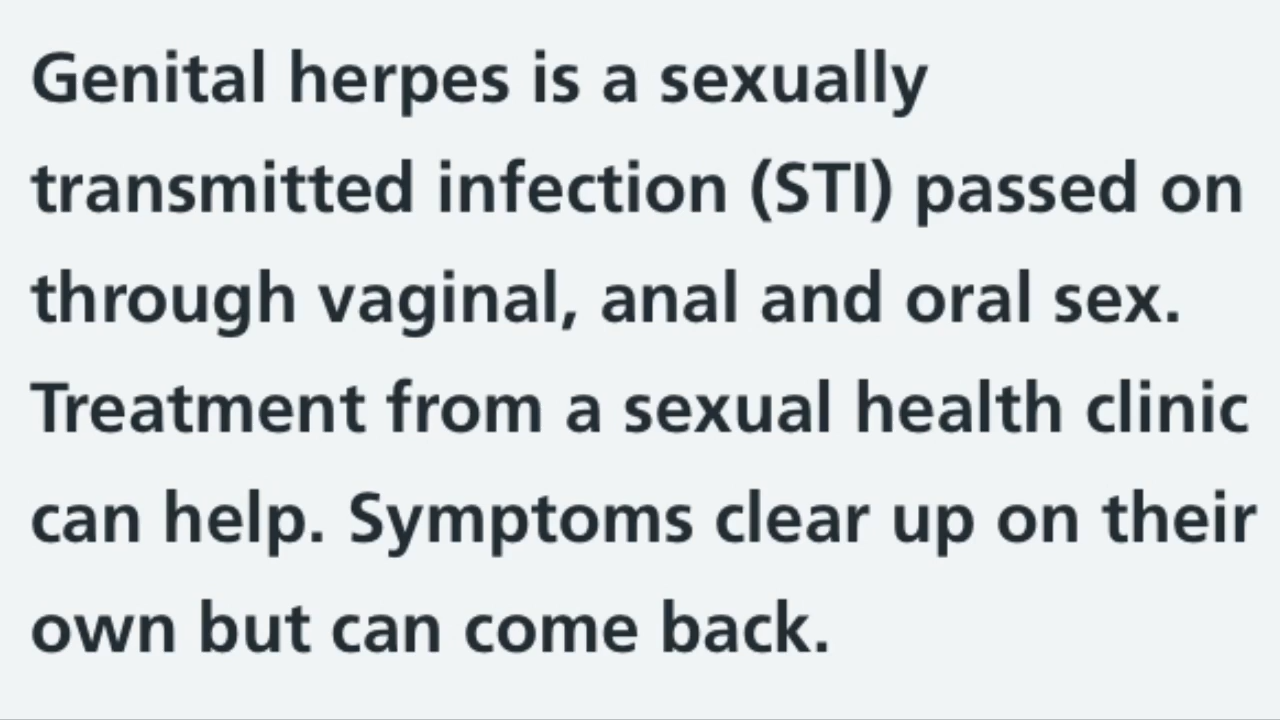 Genital herpes is a sexually
transmitted infection (STI) passed on
through vaginal, anal and oral sex.
Treatment from a sexual health clinic
can help. Symptoms clear up on their
own but can come back.